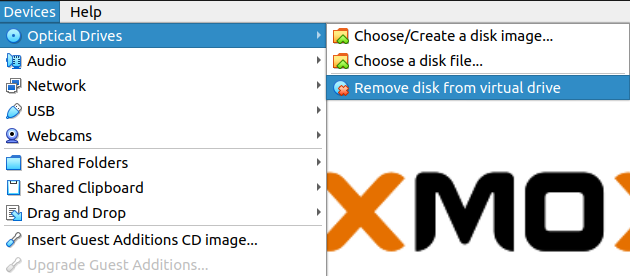 Devices Help
Optical Drives
Audio
Network
USB
Webcams
Shared Folders
Shared Clipboard
Drag and Drop
Insert Guest Additions CD image...
Upgrade Guest Additions...
Choose/Create a disk image...
Choose a disk file...
Remove disk from virtual drive
XMOX